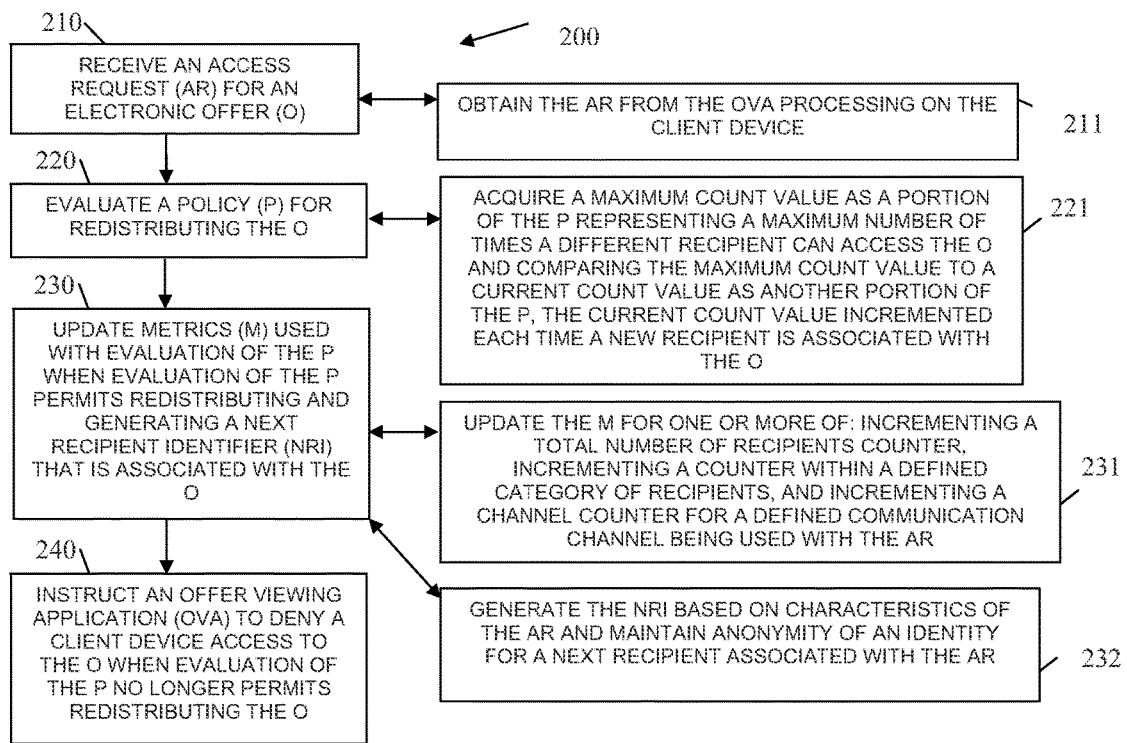 210
200
RECEIVE AN ACCESS
REQUEST (AR) FOR AN
ELECTRONIC OFFER (O)
OBTAIN THE AR FROM THE OVA PROCESSING ON THE
CLIENT DEVICE
211
220
EVALUATE A POLICY (P) FOR
REDISTRIBUTING THE O
ACQUIRE A MAXIMUM COUNT VALUE AS A PORTION
OF THE P REPRESENTING A MAXIMUM NUMBER OF
TIMES A DIFFERENT RECIPIENT CAN ACCESS THE O
AND COMPARING THE MAXIMUM COUNT VALUE TO A
CURRENT COUNT VALUE AS ANOTHER PORTION OF
THE P, THE CURRENT COUNT VALUE INCREMENTED
EACH TIME A NEW RECIPIENT IS ASSOCIATED WITH
THE O
221
230
UPDATE METRICS (M) USED
WITH EVALUATION OF THE P
WHEN EVALUATION OF THE P
PERMITS REDISTRIBUTING AND
GENERATING A NEXT
RECIPIENT IDENTIFIER (NRI)
THAT IS ASSOCIATED WITH THE
O
UPDATE THE M FOR ONE OR MORE OF: INCREMENTING A
TOTAL NUMBER OF RECIPIENTS COUNTER,
INCREMENTING A COUNTER WITHIN A DEFINED
CATEGORY OF RECIPIENTS, AND INCREMENTING A
CHANNEL COUNTER FOR A DEFINED COMMUNICATION
CHANNEL BEING USED WITH THE AR
231
240
INSTRUCT AN OFFER VIEWING
APPLICATION (OVA) TO DENY A
CLIENT DEVICE ACCESS TO
THE O WHEN EVALUATION OF
THE P NO LONGER PERMITS
REDISTRIBUTING THE O
GENERATE THE NRI BASED ON CHARACTERISTICS OF
THE AR AND MAINTAIN ANONYMITY OF AN IDENTITY
FOR A NEXT RECIPIENT ASSOCIATED WITH THE AR
232